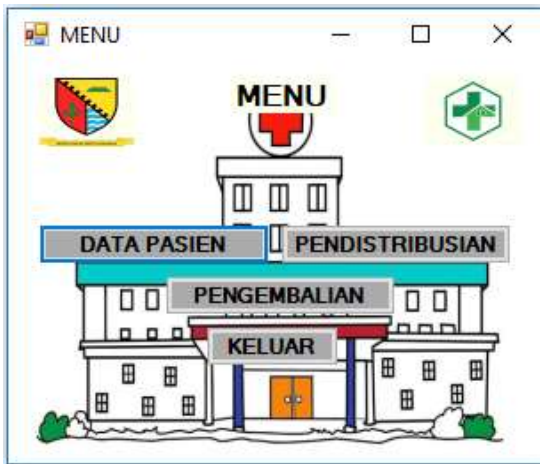 MENU
MENU
DATA PASIEN
PENDISTRIBUSIAN
PENGEMBALIAN
KELUAR